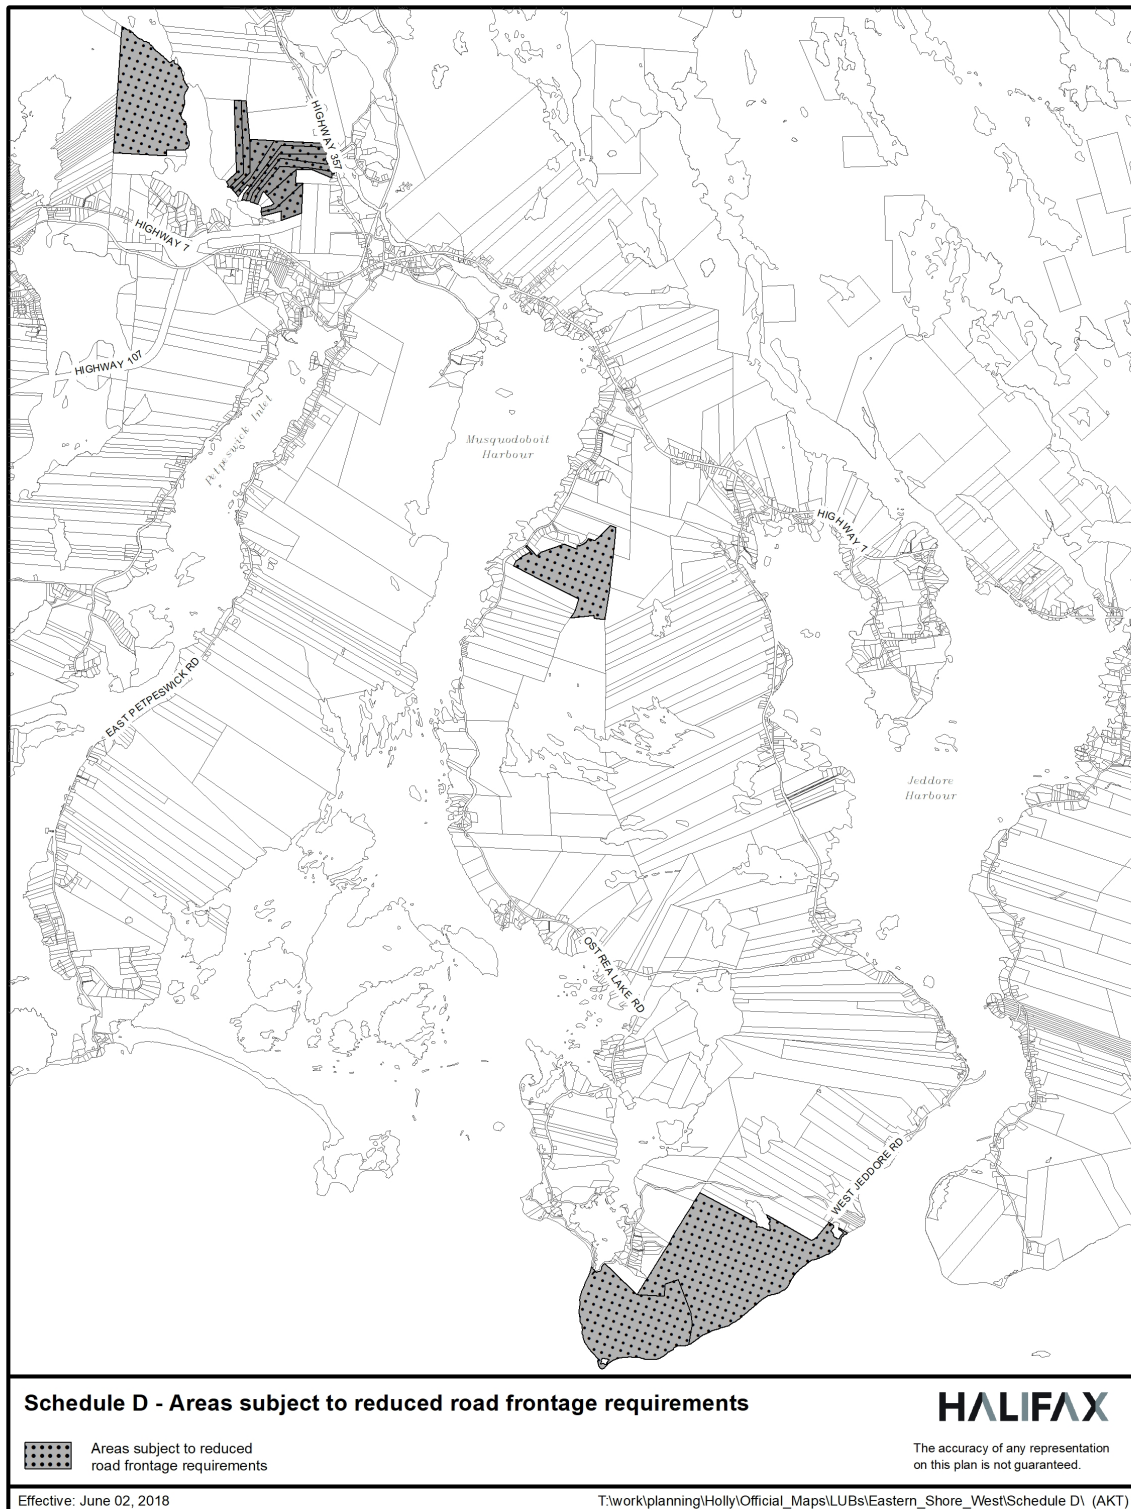 HIGHWAY 357
HIGHWAY 7
HIGHWAY 107
Petpeswick Inlet
Musquodoboit
Harbour
HIGHWAY 7
EAST PETPESWICK RD
Jeddore
Harbour
OSTREA LAKE RD
WEST JEDDORE RD
Schedule D - Areas subject to reduced road frontage requirements
HALIFAX
Areas subject to reduced
road frontage requirements
The accuracy of any representation
on this plan is not guaranteed.
Effective: June 02, 2018
T:\work\planning\Holly\Official_Maps\LUBs\Eastern_Shore_West\Schedule D\ (AKT)